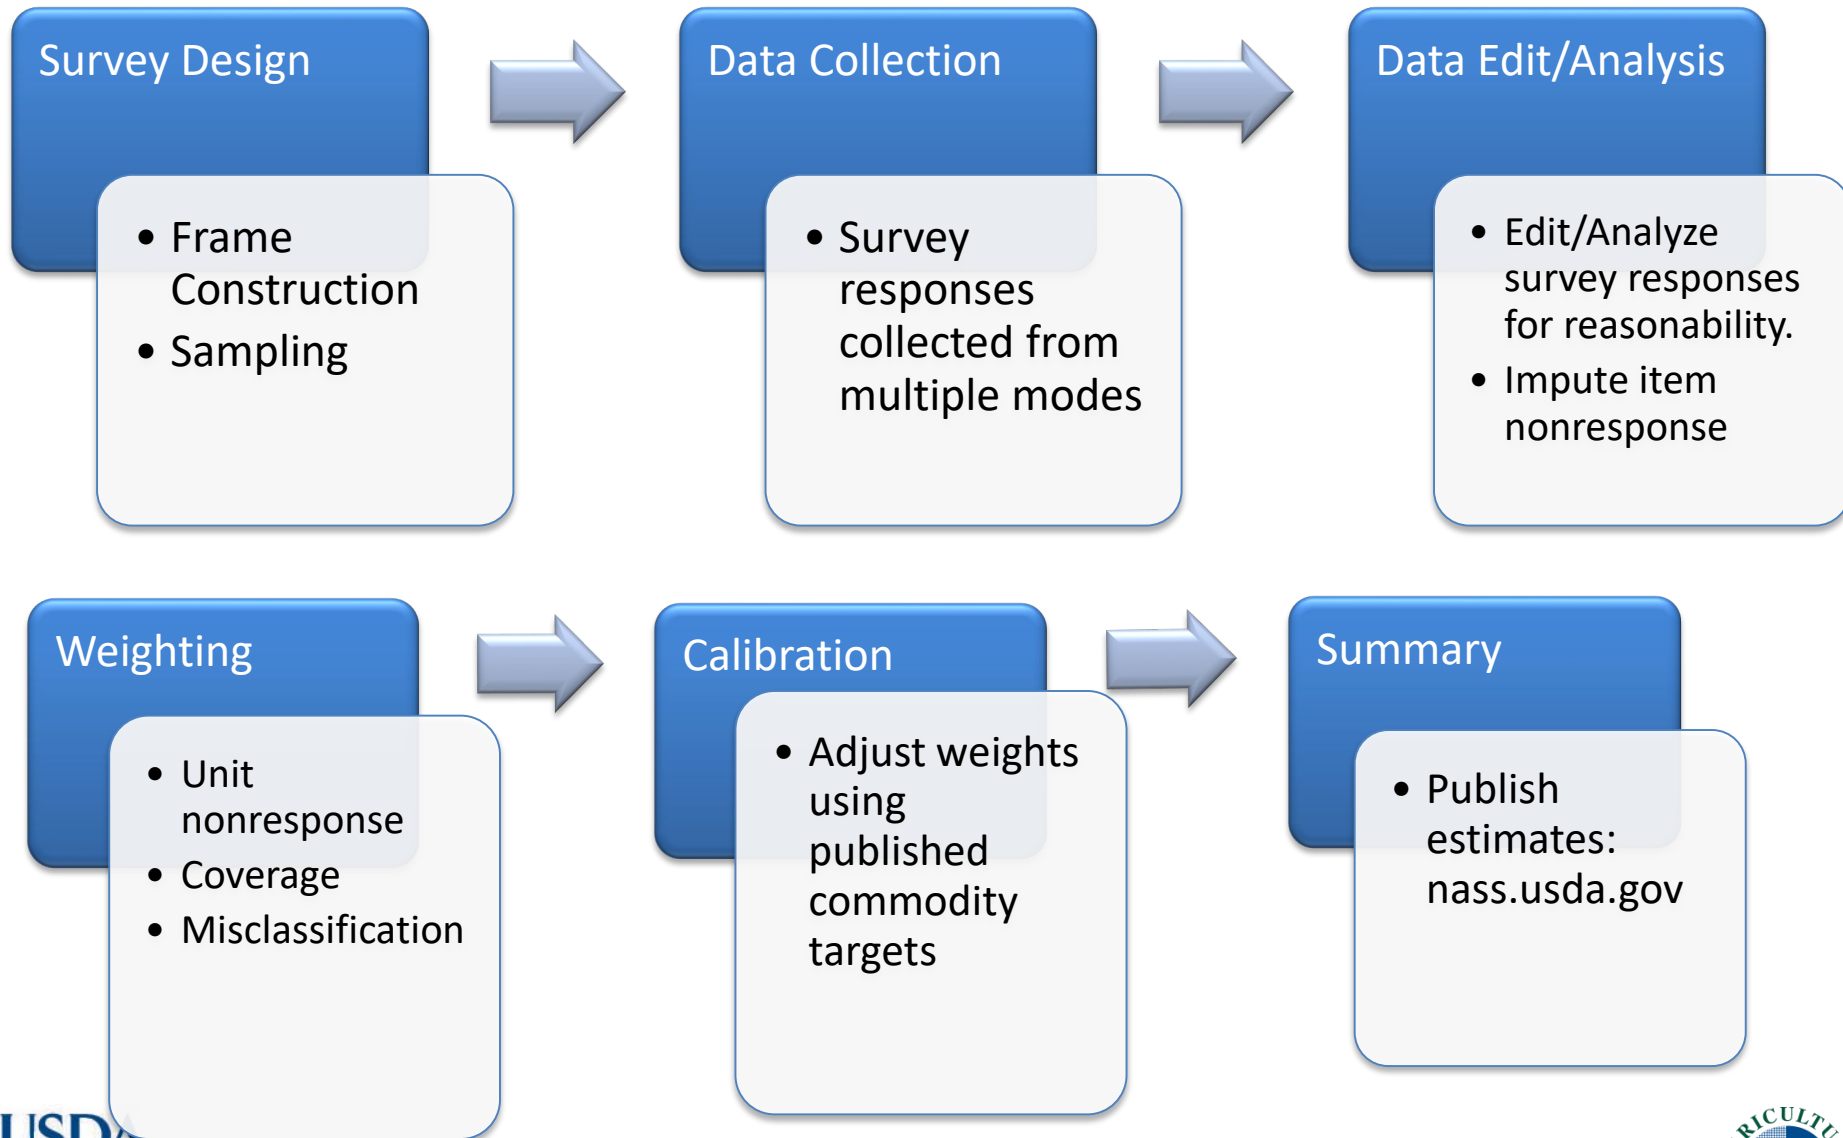 Survey Design
• Frame
Construction
• Sampling
Data Collection
• Survey
responses
collected from
multiple modes
Data Edit/Analysis
• Edit/Analyze
survey responses
for reasonability.
• Impute item
nonresponse
Weighting
• Unit
nonresponse
• Coverage
• Misclassification
Calibration
• Adjust weights
using
published
commodity
targets
Summary
• Publish
estimates:
nass.usda.gov
USDA